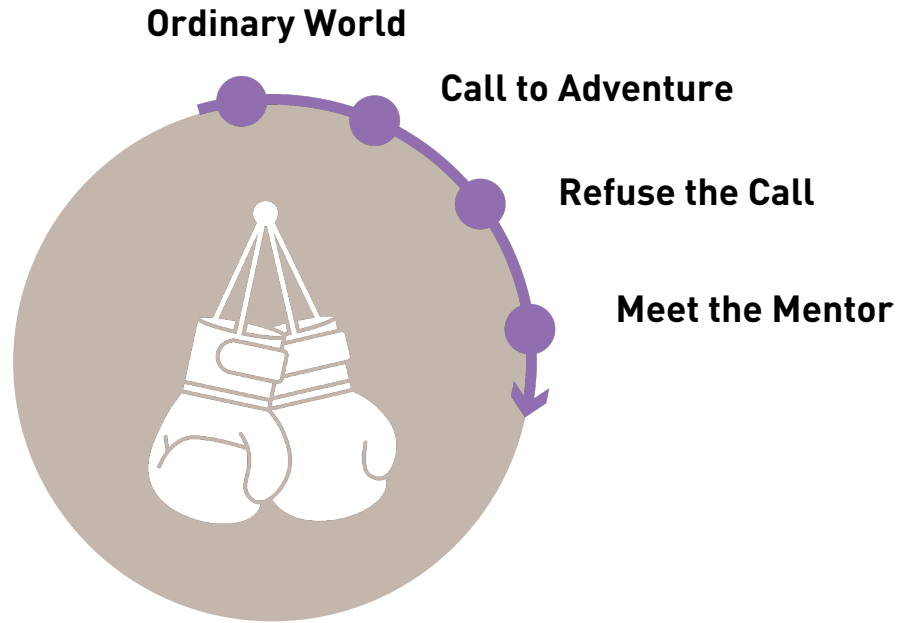 Ordinary World
Call to Adventure
Refuse the Call
Meet the Mentor